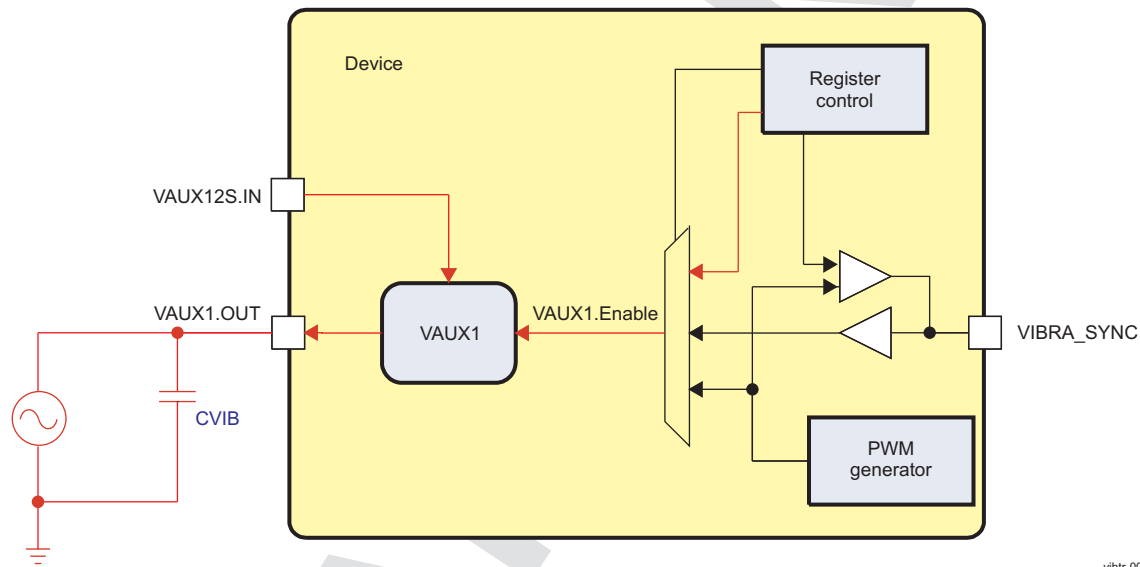 Device
Register
control
VAUX12S.IN
VAUX1.OUT
VAUX1
VAUX1.Enable
VIBRA_SYNC
CVIB
PWM
generator